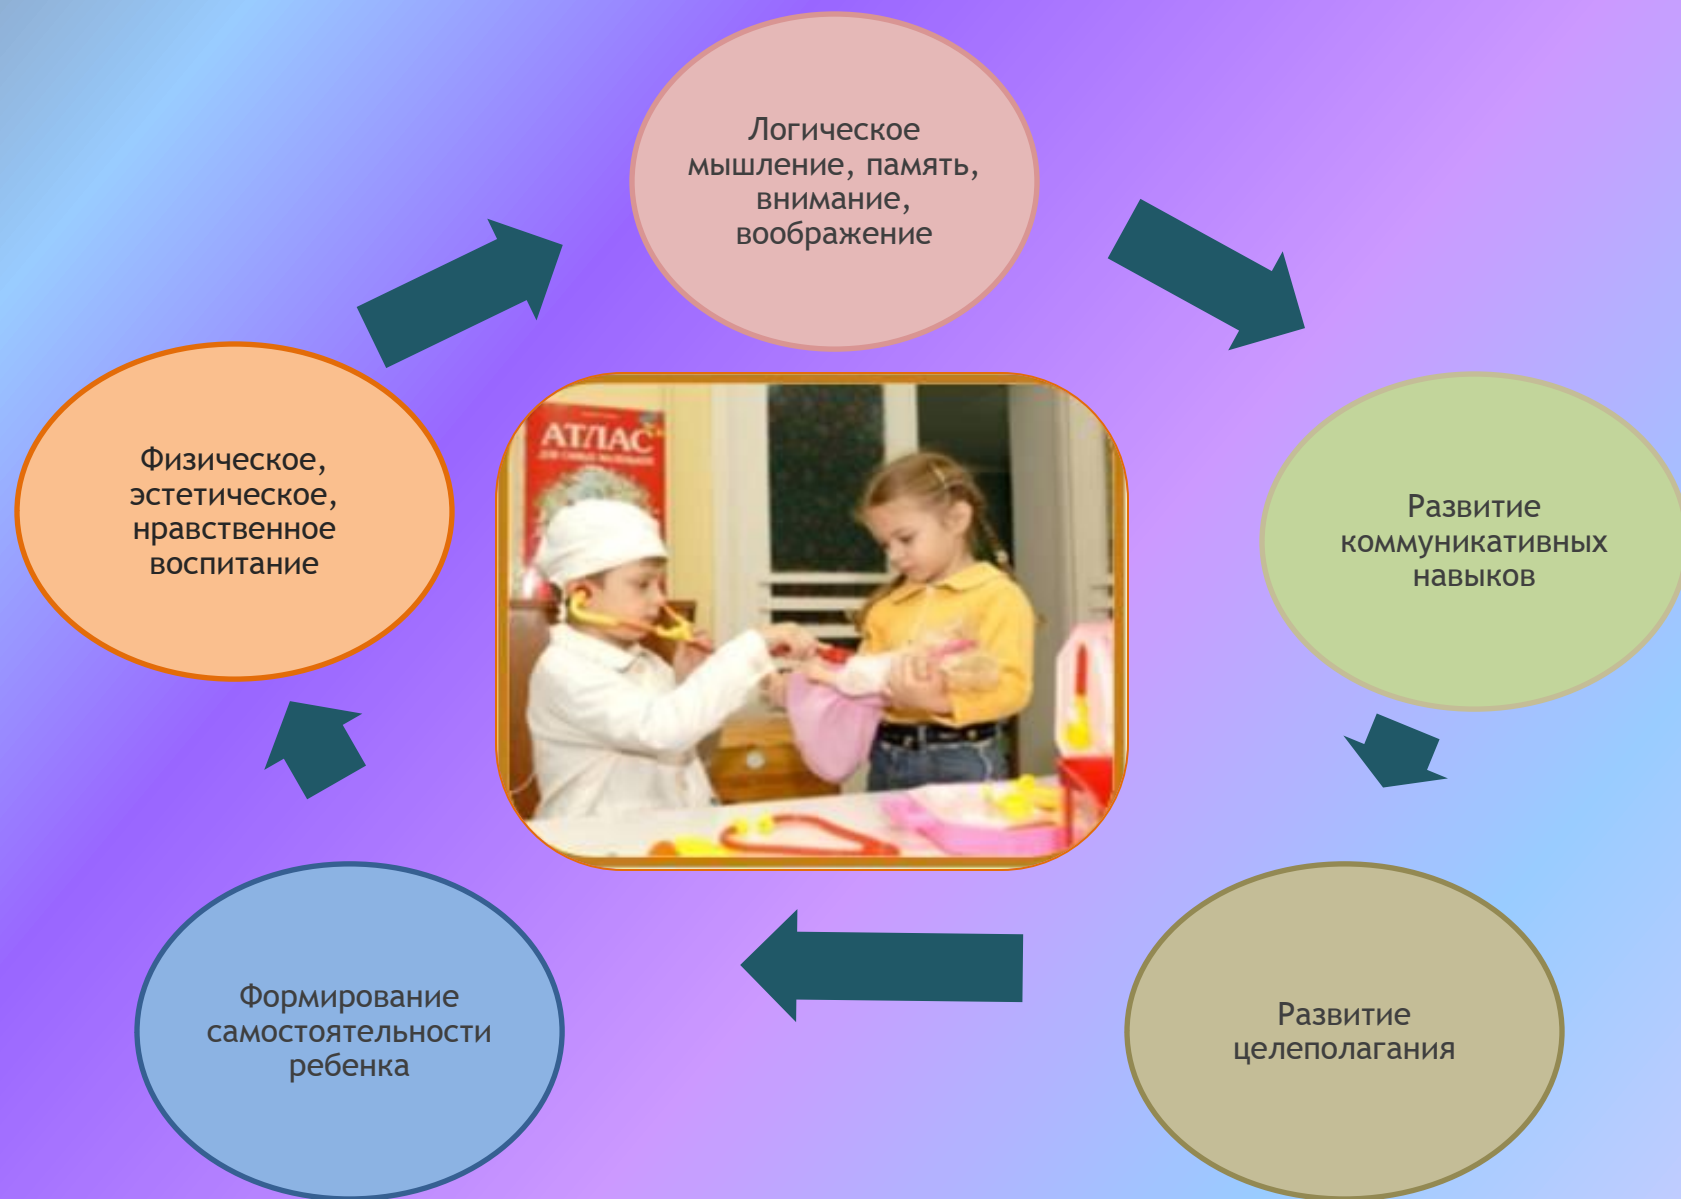 Логическое
мышление, память,
внимание,
воображение
Физическое,
эстетическое,
нравственное
воспитание
АТЛАС
Развитие
коммуникативных
навыков
Формирование
самостоятельности
ребенка
Развитие
целеполагания